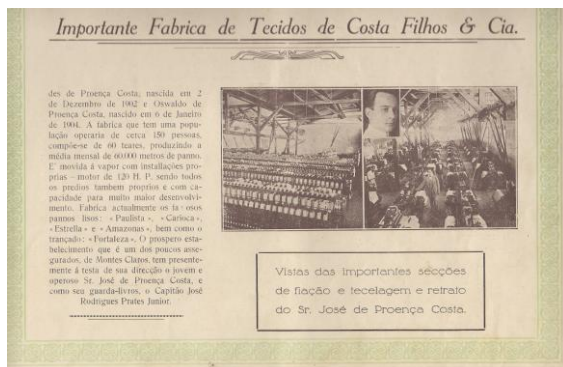 Importante Fabrica de Tecidos de Costa Filhos & Cia.
des de Proença Costa, nascida em 2
de Dezembro de 1902 e Oswaldo de
Proença Costa, nascido em 6 de Janeiro
de 1904. A fabrica que tem uma popu-
lação operaria de cerca 150 pessoas,
compõe-se de 60 teares, produzindo a
média mensal de 60.000 metros de panno.
E' movida á vapor com installações pro-
prias - motor de 120 H. P. sendo todos
os predios tambem proprios e com ca-
pacidade para muito maior desenvolvi-
mento. Fabrica actualmente os
pannos lisos: «Paulista», «Carioca»,
«Estrella» e «Amazonas», bem como o
trançado: «Fortaleza». O prospero esta-
belecimento que é um dos poucos asse-
gurados, de Montes Claros, tem presente-
mente á testa de sua direcção o jovem e
operoso Sr. José de Proença Costa, e
como seu guarda-livros, o Capitão José
Rodrigues Prates Junior.
Vistas das importantes secções
de fiação e tecelagem e retrato
do Sr. José de Proença Costa.